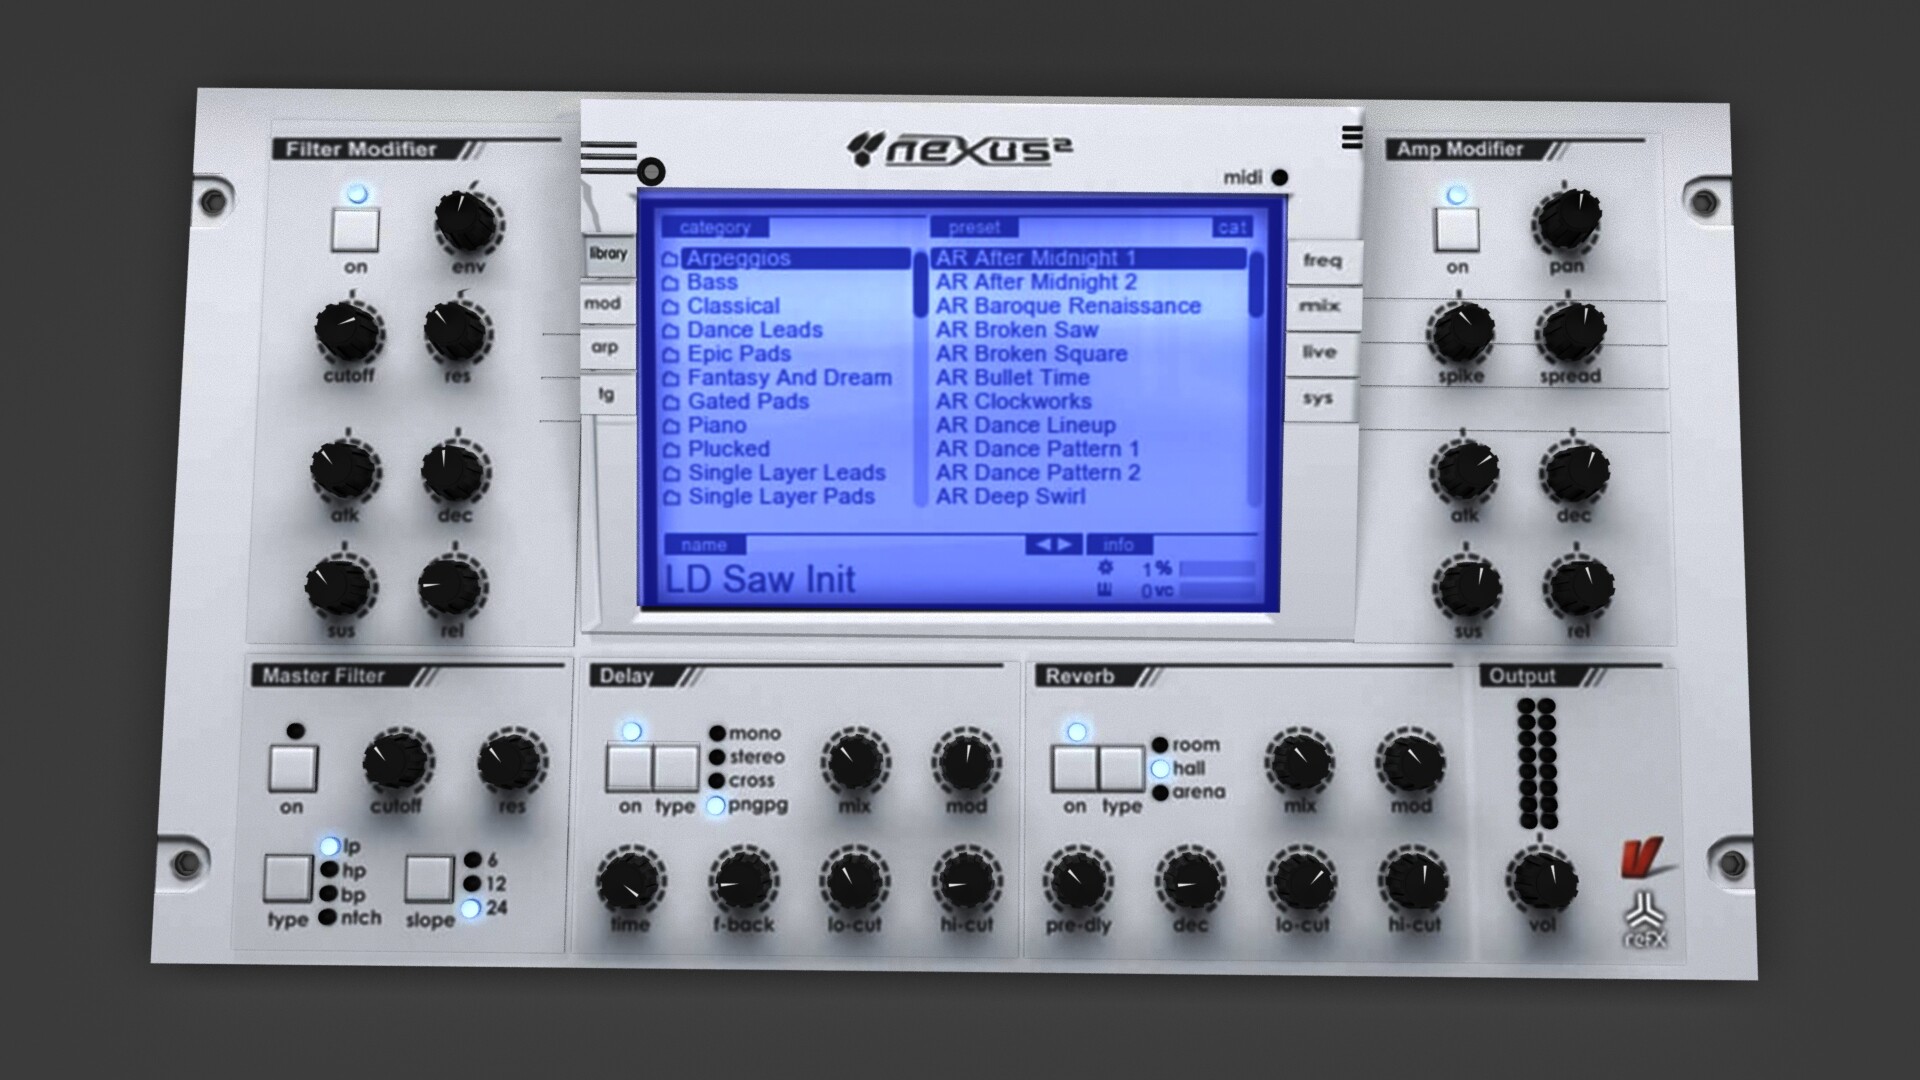 nexus²
midi
Filter Modifier
on
env
cutoff
res
atk
dec
sus
rel
library
mod
arp
tg
category
Arpeggios
Bass
Classical
Dance Leads
Epic Pads
Fantasy And Dream
Gated Pads
Piano
Plucked
Single Layer Leads
Single Layer Pads
preset
cat
AR After Midnight 1
AR After Midnight 2
AR Baroque Renaissance
AR Broken Saw
AR Broken Square
AR Bullet Time
AR Clockworks
AR Dance Lineup
AR Dance Pattern 1
AR Dance Pattern 2
AR Deep Swirl
name
LD Saw Init
info
1 %
0 vc
freq
mix
live
sys
Amp Modifier
on
pan
spike
spread
atk
dec
sus
rel
Master Filter
on
cutoff
res
type
lp
hp
bp
ntch
slope
6
12
24
Delay
on
type
mono
stereo
cross
pngpg
mix
mod
time
f-back
lo-cut
hi-cut
Reverb
on
type
room
hall
arena
mix
mod
pre-dly
dec
lo-cut
hi-cut
Output
vol
V
reFX